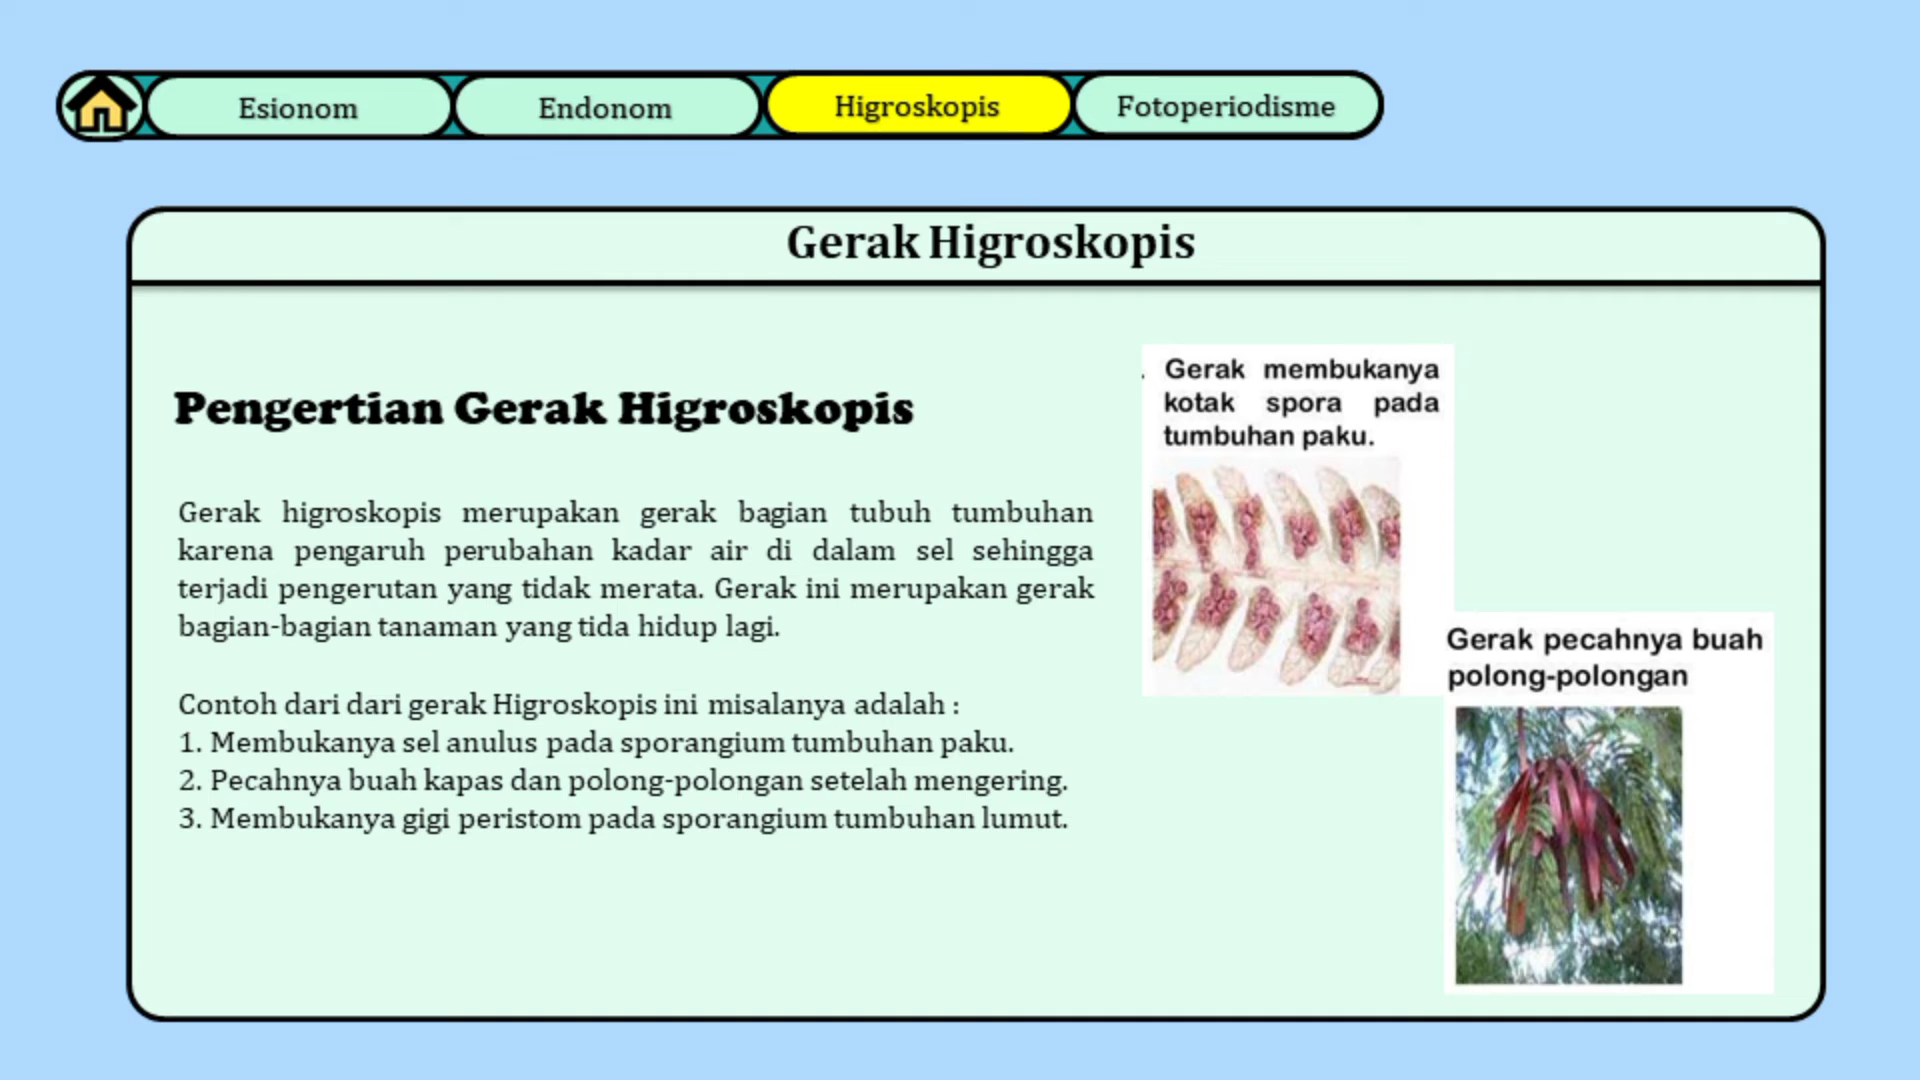 Esionom
Endonom
Higroskopis
Fotoperiodisme
Gerak Higroskopis
Pengertian Gerak Higroskopis
Gerak higroskopis merupakan gerak bagian tubuh tumbuhan
karena pengaruh perubahan kadar air di dalam sel sehingga
terjadi pengerutan yang tidak merata. Gerak ini merupakan gerak
bagian-bagian tanaman yang tida hidup lagi.
Contoh dari dari gerak Higroskopis ini misalanya adalah :
1. Membukanya sel anulus pada sporangium tumbuhan paku.
2. Pecahnya buah kapas dan polong-polongan setelah mengering.
3. Membukanya gigi peristom pada sporangium tumbuhan lumut.
. Gerak membukanya
kotak spora pada
tumbuhan paku.
Gerak pecahnya buah
polong-polongan